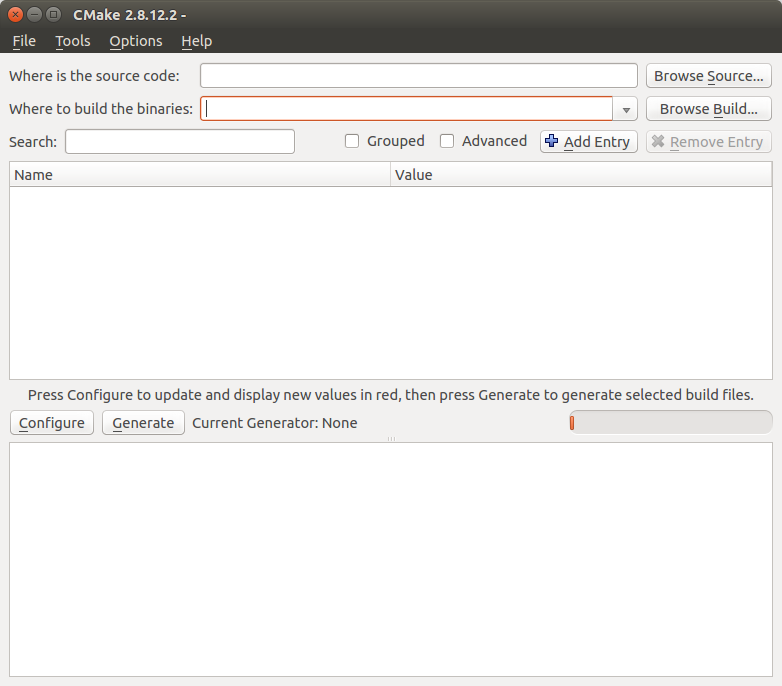 CMake 2.8.12.2 -
File Tools Options Help
Where is the source code: Browse Source...
Where to build the binaries: Browse Build...
Search: Grouped Advanced Add Entry Remove Entry
Name Value
Press Configure to update and display new values in red, then press Generate to generate selected build files.
Configure Generate Current Generator: None